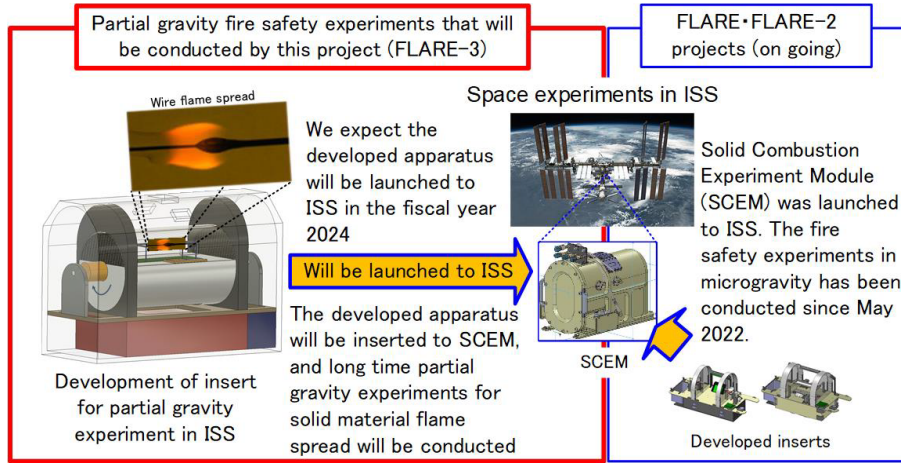 Partial gravity fire safety experiments that will
be conducted by this project (FLARE-3)
FLARE・FLARE-2
projects (on going)
Wire flame spread
Space experiments in ISS
We expect the
developed apparatus
will be launched to
ISS in the fiscal year
2024
Will be launched to ISS
The developed apparatus
will be inserted to SCEM,
and long time partial
gravity experiments for
solid material flame
spread will be conducted
Development of insert
for partial gravity
experiment in ISS
SCEM
Solid Combustion
Experiment Module
(SCEM) was launched
to ISS. The fire
safety experiments in
microgravity has been
conducted since May
2022.
Developed inserts